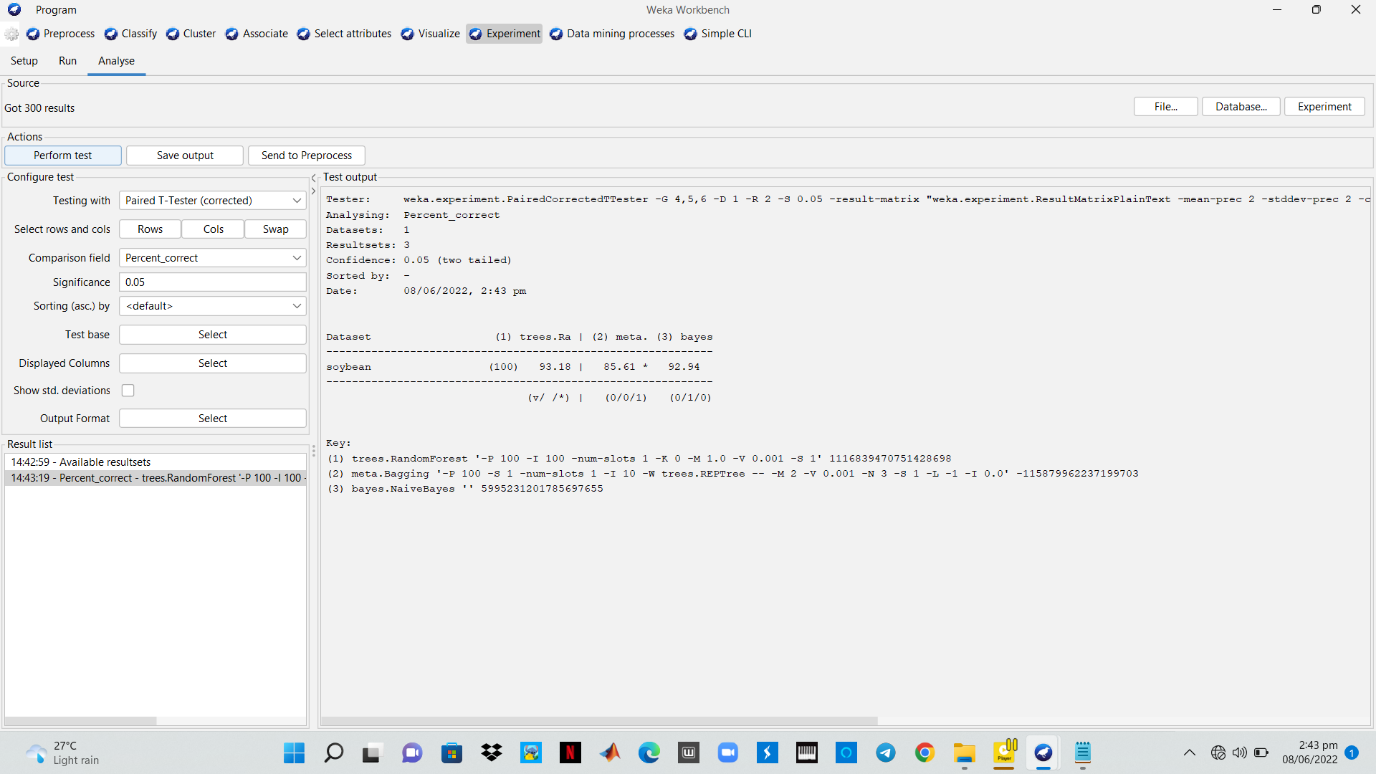 Program
Weka Workbench
Preprocess Classify Cluster Associate Select attributes Visualize Experiment Data mining processes Simple CLI
Setup Run Analyse
Source
Got 300 results
File... Database... Experiment
Actions
Perform test Save output Send to Preprocess
Configure test
Testing with Paired T-Tester (corrected)
Select rows and cols Rows Cols Swap
Comparison field Percent_correct
Significance 0.05
Sorting (asc.) by <default>
Test base Select
Displayed Columns Select
Show std. deviations
Output Format Select
Result list
14:42:59 - Available resultsets
14:43:19 - Percent_correct - trees.RandomForest '-P 100 -I 100 -
Test output
Tester: weka.experiment.PairedCorrectedTTester -G 4,5,6 -D 1 -R 2 -S 0.05 -result-matrix "weka.experiment.ResultMatrixPlainText -mean-prec 2 -stddev-prec 2 -c
Analysing: Percent_correct
Datasets: 1
Resultsets: 3
Confidence: 0.05 (two tailed)
Sorted by: -
Date: 08/06/2022, 2:43 pm
Dataset (1) trees.Ra | (2) meta. (3) bayes
----------------------------------------------------------
soybean (100) 93.18 | 85.61 * 92.94
----------------------------------------------------------
(v/ /*) | (0/0/1) (0/1/0)
Key:
(1) trees.RandomForest '-P 100 -I 100 -num-slots 1 -K 0 -M 1.0 -V 0.001 -S 1' 1116839470751428698
(2) meta.Bagging '-P 100 -S 1 -num-slots 1 -I 10 -W trees.REPTree -- -M 2 -V 0.001 -N 3 -S 1 -L -1 -I 0.0' -115879962237199703
(3) bayes.NaiveBayes '' 5995231201785697655
27°C
Light rain
N
Player
2:43 pm
08/06/2022
1